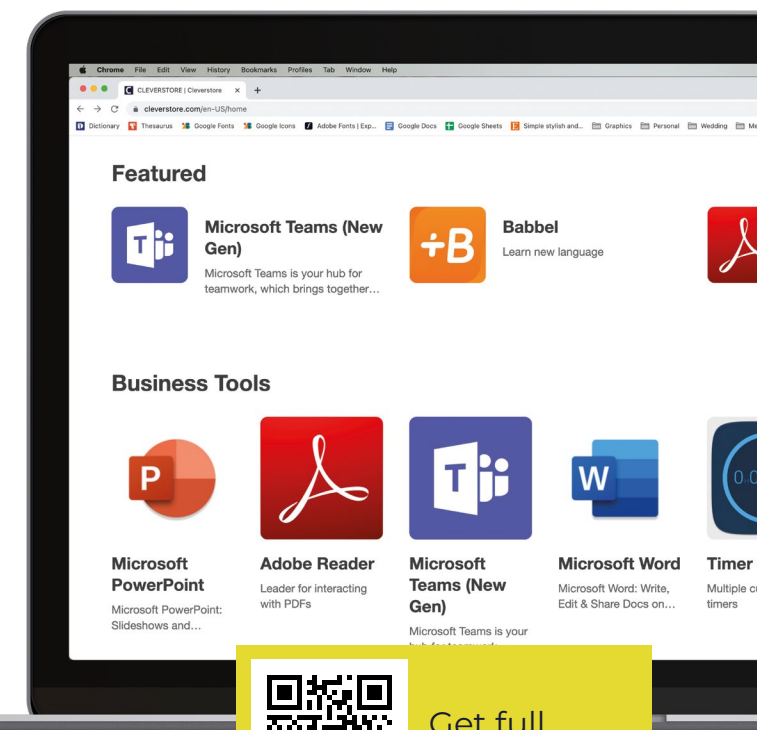 Chrome File Edit View History Bookmarks Profiles Tab Window Help
CLEVERSTORE | Cleverstore × +
cleverstore.com/en-US/home
Dictionary Thesaurus Google Fonts Google Icons Adobe Fonts | Exp... Google Docs Google Sheets Simple stylish and... Graphics Personal Wedding
Featured
Microsoft Teams (New
Gen)
Microsoft Teams is your hub for
teamwork, which brings together...
Babbel
Learn new language
Business Tools
Microsoft
PowerPoint
Microsoft PowerPoint:
Slideshows and...
Adobe Reader
Leader for interacting
with PDFs
Microsoft
Teams (New
Gen)
Microsoft Teams is your
Microsoft Word
Microsoft Word: Write,
Edit & Share Docs on...
Timer
Multiple
timers
Get full